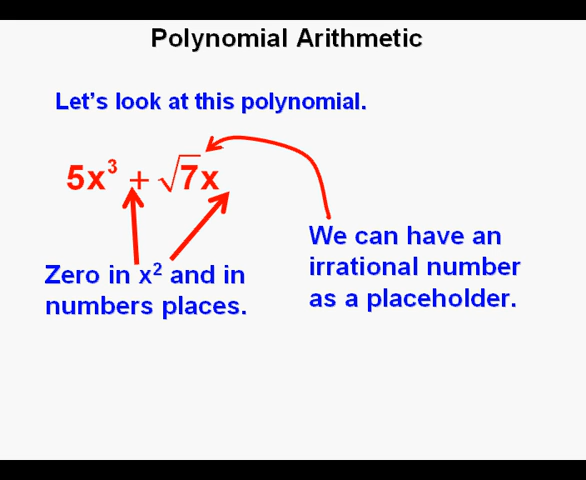 Polynomial Arithmetic
Let's look at this polynomial.
5x³ + √7x
Zero in x² and in
numbers places.
We can have an
irrational number
as a placeholder.